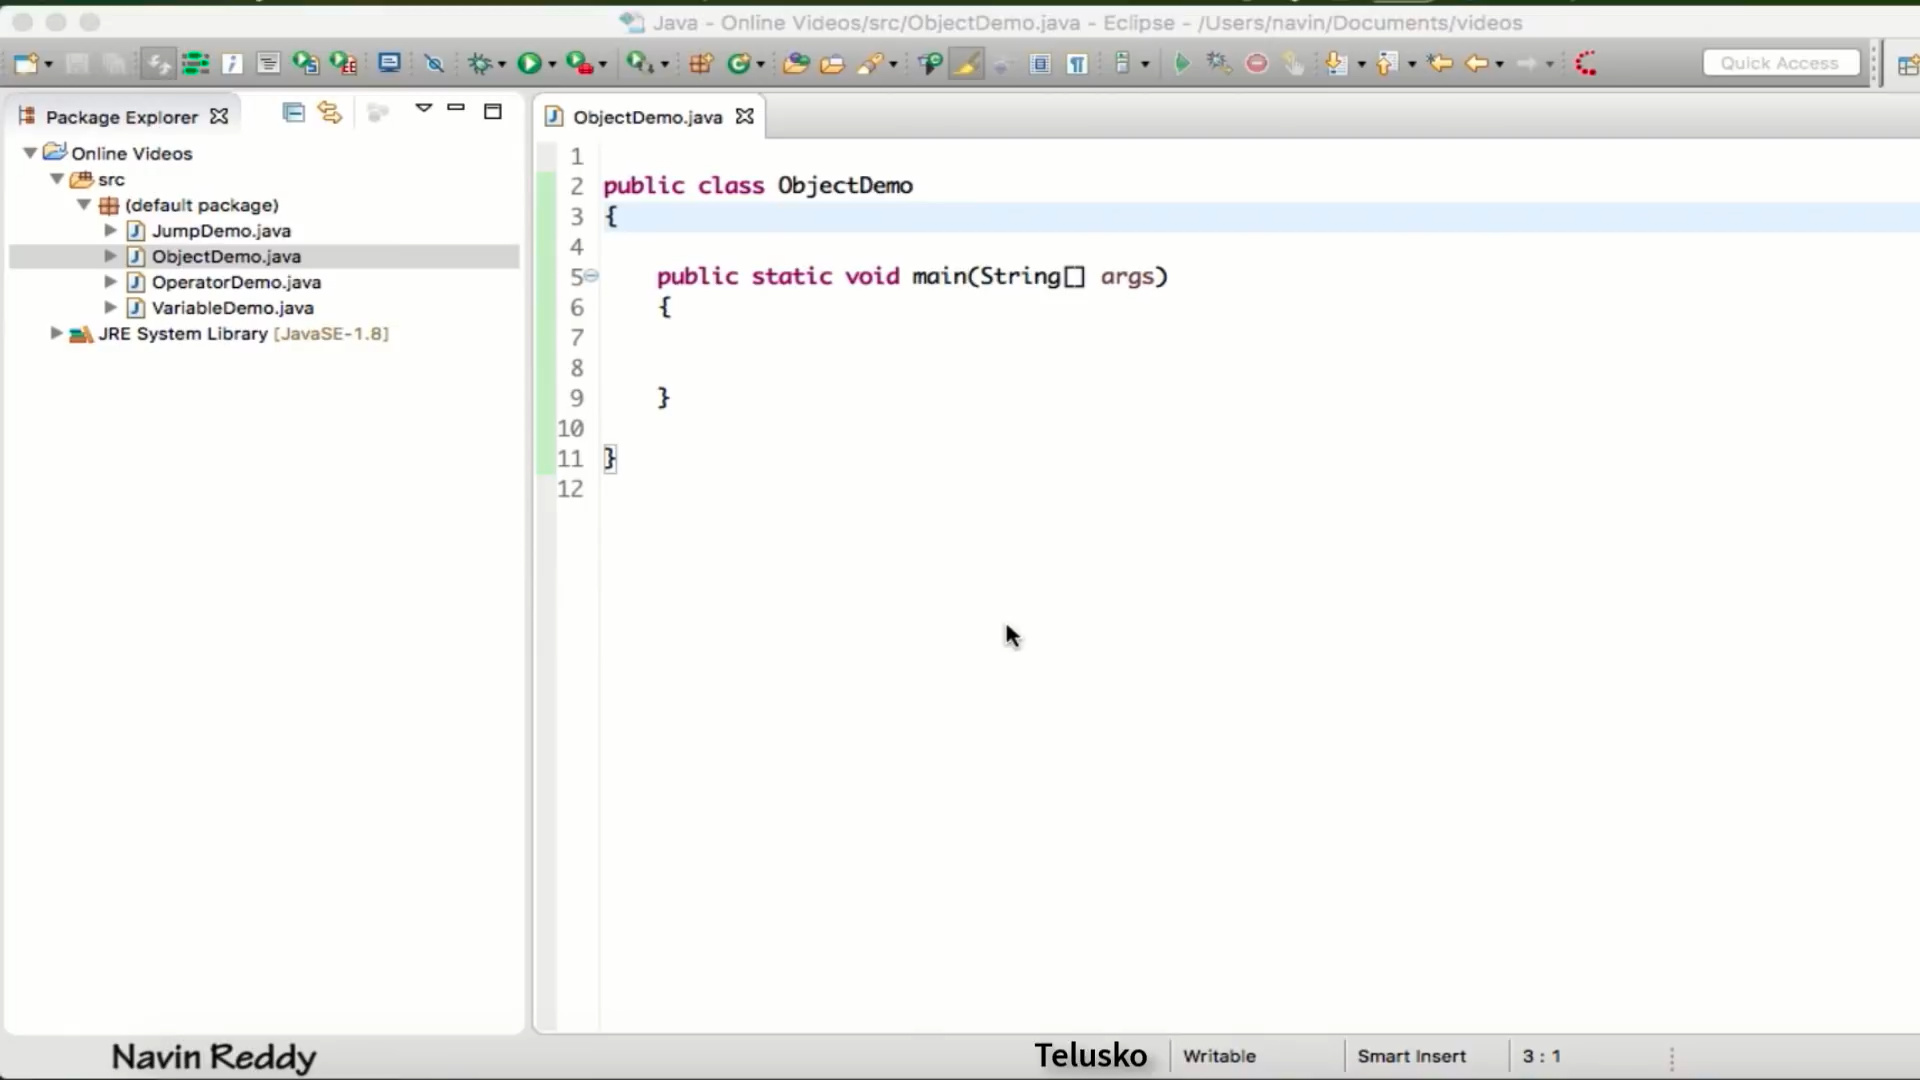 Java - Online Videos/src/ObjectDemo.java - Eclipse - /Users/navin/Documents/videos
Quick Access
Package Explorer
ObjectDemo.java
Online Videos
src
(default package)
JumpDemo.java
ObjectDemo.java
OperatorDemo.java
VariableDemo.java
JRE System Library [JavaSE-1.8]
1
2 public class ObjectDemo
3 {
4
5 public static void main(String[] args)
6 {
7
8
9 }
10
11 }
12
Navin Reddy
Telusko
Writable
Smart Insert
3 : 1